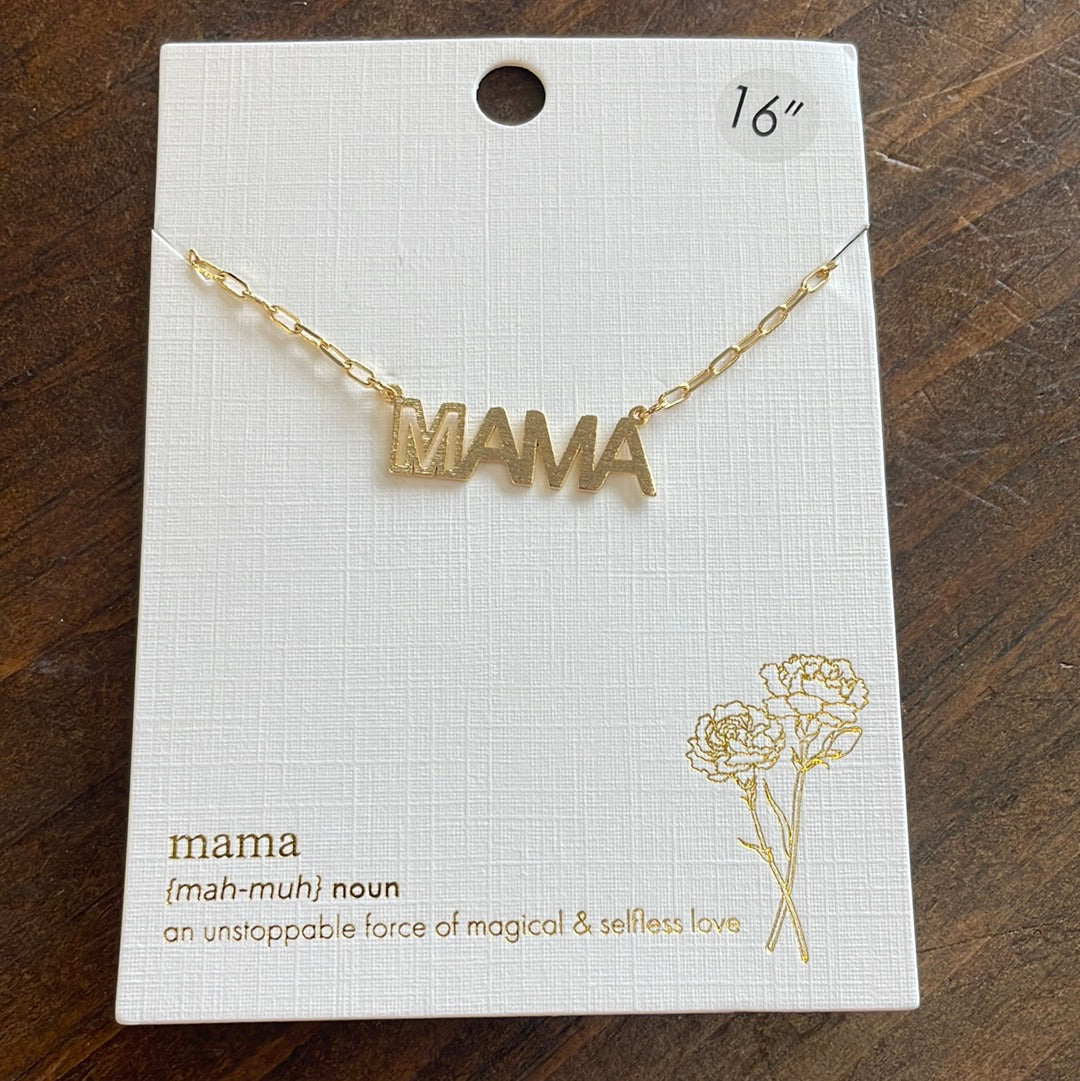 16"
MAMA
mama
{mah-muh} noun
an unstoppable force of magical & selfless love